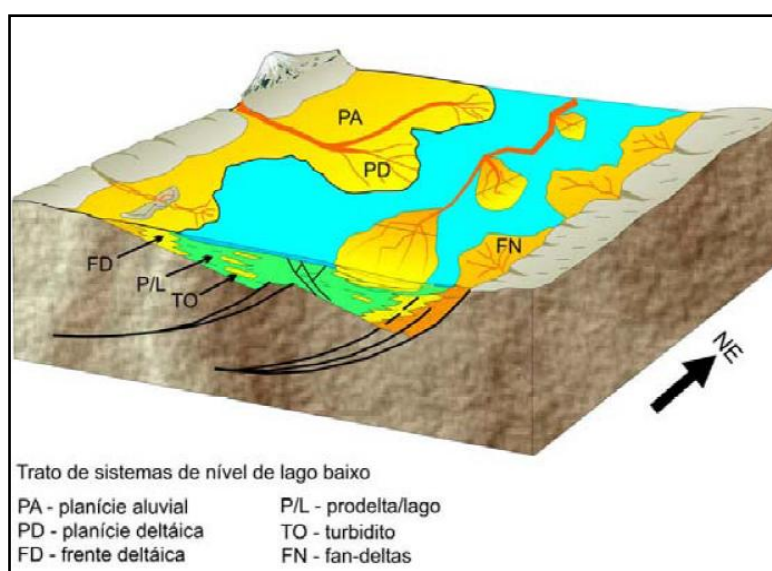 PA
PD
FD
P/L
TO
FN
NE
Trato de sistemas de nível de lago baixo
PA - planície aluvial
PD - planície deltáica
FD - frente deltáica
P/L - prodelta/lago
TO - turbidito
FN - fan-deltas